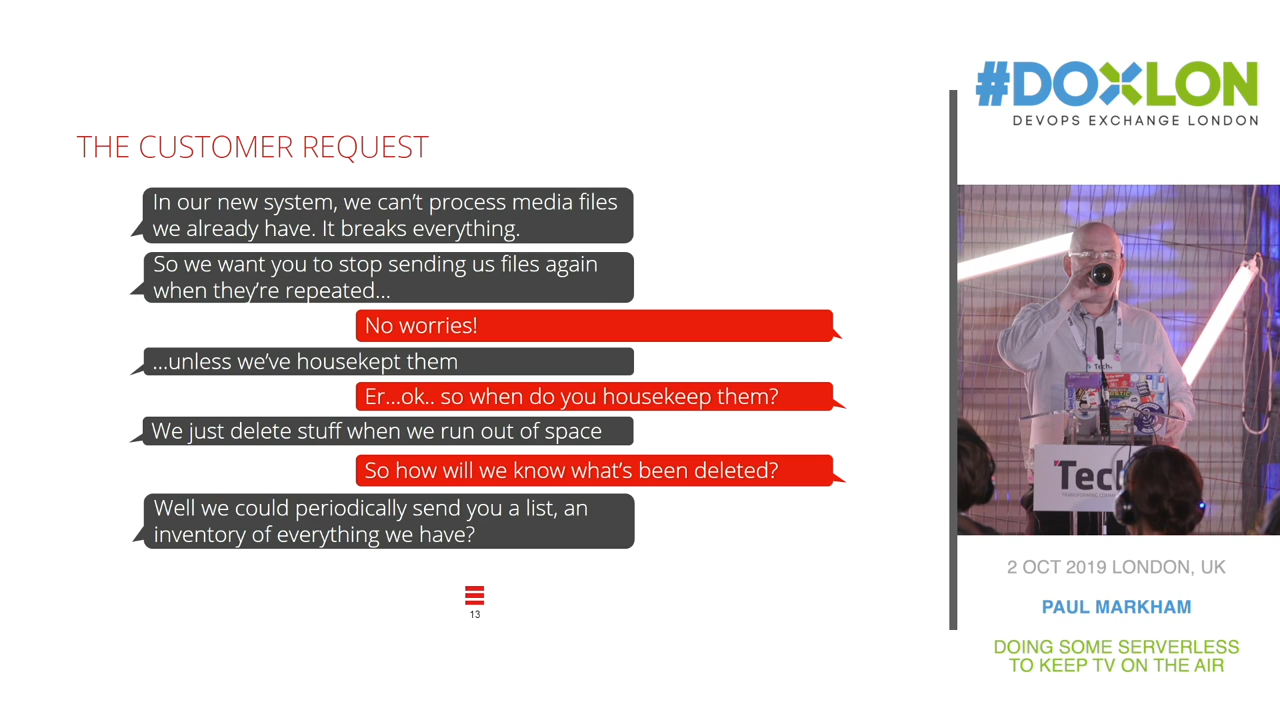 #DOXLON
DEVOPS EXCHANGE LONDON
THE CUSTOMER REQUEST
In our new system, we can't process media files
we already have. It breaks everything.
So we want you to stop sending us files again
when they're repeated...
No worries!
...unless we've housekept them
Er...ok.. so when do you housekeep them?
We just delete stuff when we run out of space
So how will we know what's been deleted?
Well we could periodically send you a list, an
inventory of everything we have?
13
Tech
2 OCT 2019 LONDON, UK
PAUL MARKHAM
DOING SOME SERVERLESS
TO KEEP TV ON THE AIR